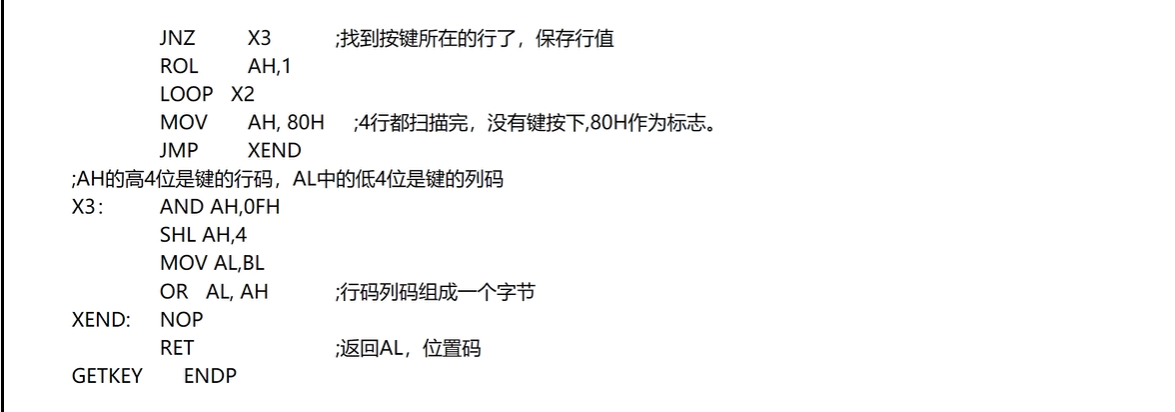 JNZ X3 ;找到按键所在的行了，保存行值
ROL AH,1
LOOP X2
MOV AH, 80H ;4行都扫描完，没有键按下,80H作为标志。
JMP XEND
;AH的高4位是键的行码，AL中的低4位是键的列码
X3: AND AH,0FH
SHL AH,4
MOV AL,BL
OR AL, AH ;行码列码组成一个字节
XEND: NOP
RET ;返回AL，位置码
GETKEY ENDP